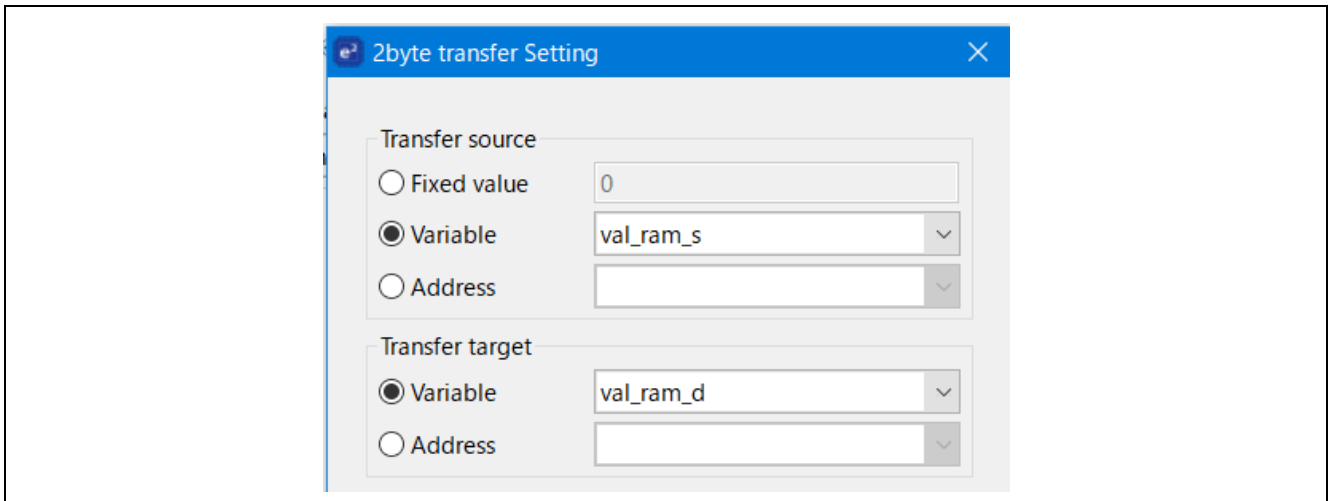 e² 2byte transfer Setting
Transfer source
Fixed value 0
Variable val_ram_s
Address
Transfer target
Variable val_ram_d
Address